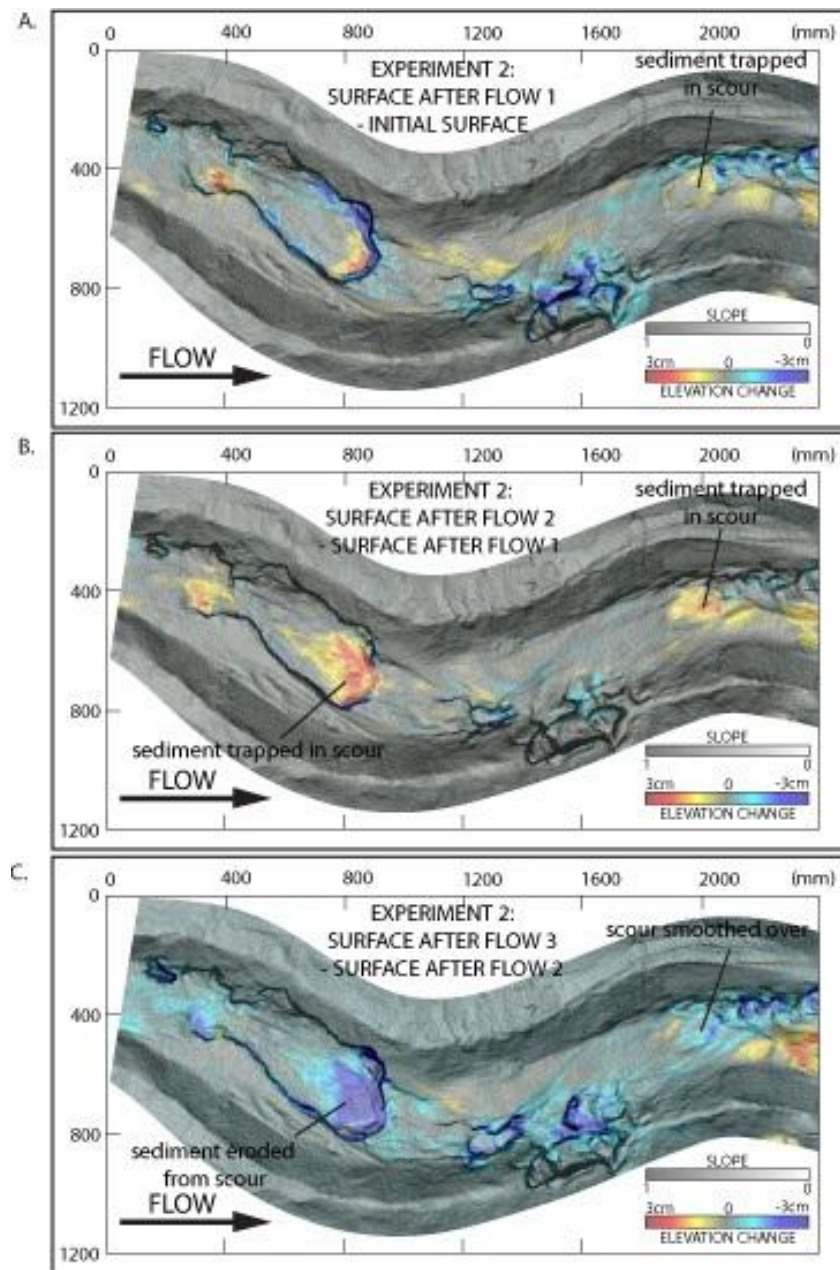 A.
0 400 800 1200 1600 2000 (mm)
0
EXPERIMENT 2:
SURFACE AFTER FLOW 1
- INITIAL SURFACE
sediment trapped
in scour
400
800
FLOW
SLOPE
1 0
3cm 0 -3cm
ELEVATION CHANGE
1200
B.
0 400 800 1200 1600 2000 (mm)
0
EXPERIMENT 2:
SURFACE AFTER FLOW 2
- SURFACE AFTER FLOW 1
sediment trapped
in scour
400
800
sediment trapped in scour
FLOW
SLOPE
1 0
3cm 0 -3cm
ELEVATION CHANGE
1200
C.
0 400 800 1200 1600 2000 (mm)
0
EXPERIMENT 2:
SURFACE AFTER FLOW 3
- SURFACE AFTER FLOW 2
scour smoothed over
400
800
sediment eroded
from scour
FLOW
SLOPE
1 0
3cm 0 -3cm
ELEVATION CHANGE
1200